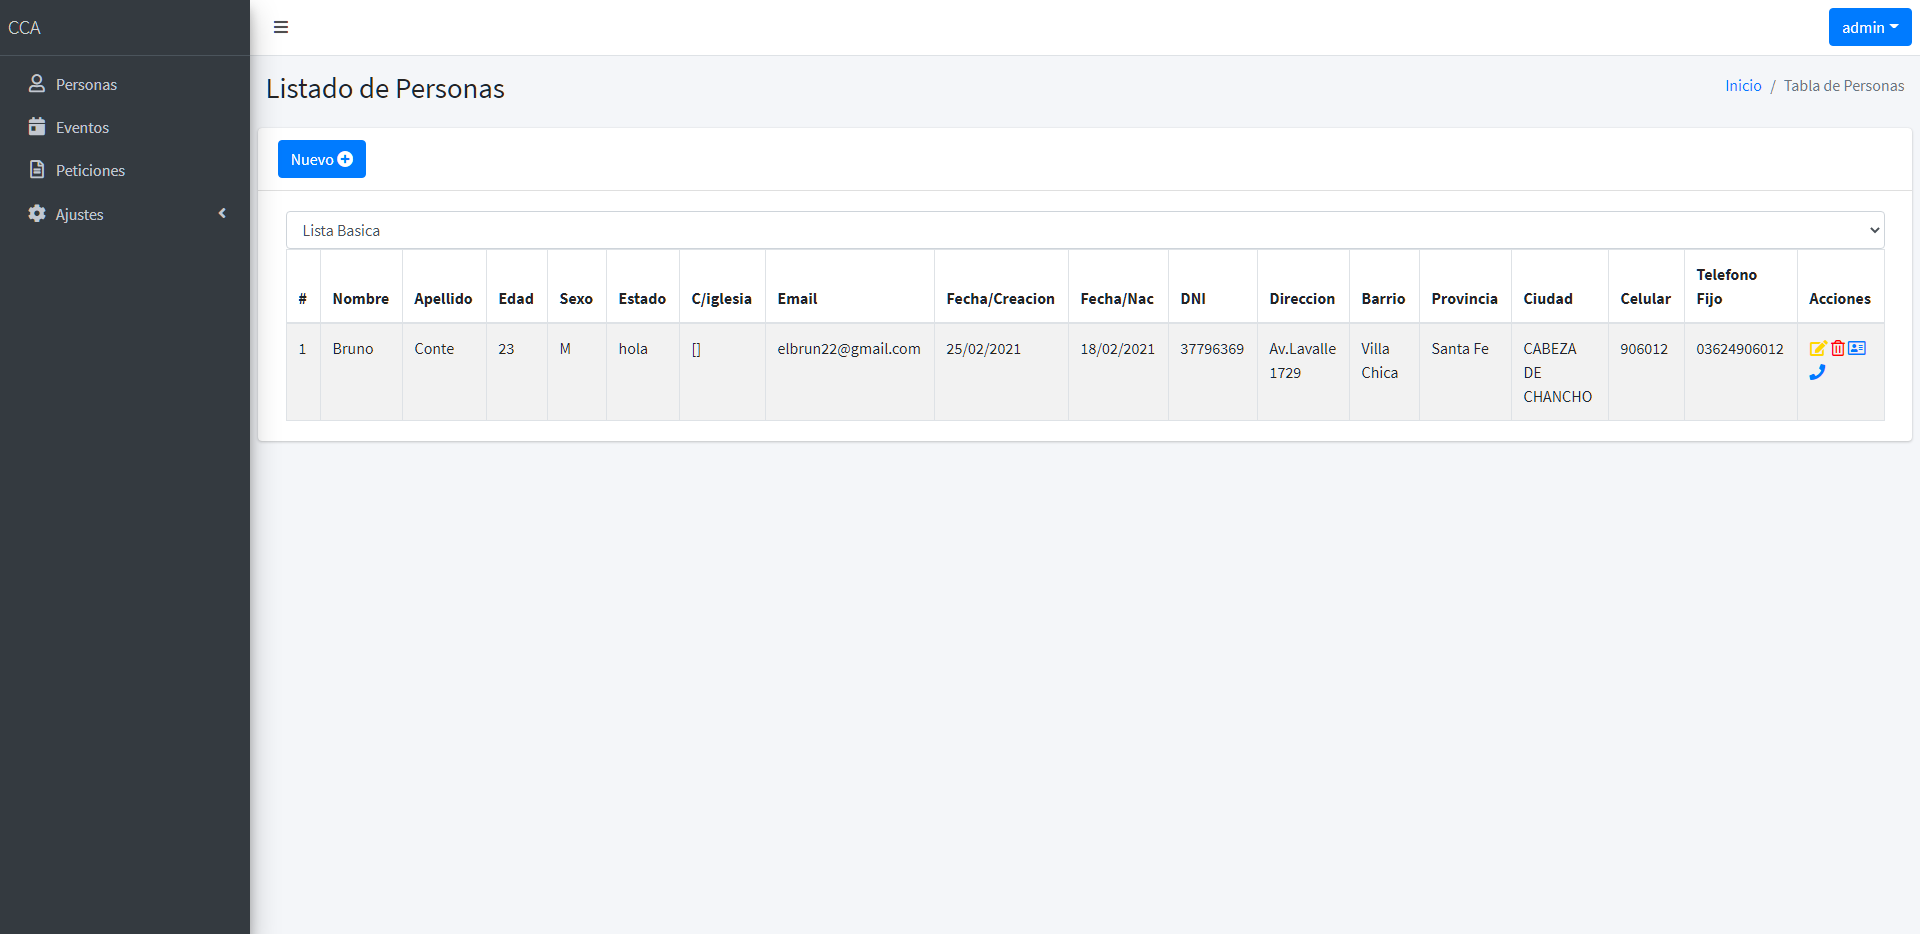 CCA
admin
Personas
Eventos
Peticiones
Ajustes
Listado de Personas
Inicio / Tabla de Personas
Nuevo
Lista Basica
# Nombre Apellido Edad Sexo Estado C/iglesia Email Fecha/Creacion Fecha/Nac DNI Direccion Barrio Provincia Ciudad Celular Telefono Fijo Acciones
1 Bruno Conte 23 M hola [] elbrun22@gmail.com 25/02/2021 18/02/2021 37796369 Av.Lavalle 1729 Villa Chica Santa Fe CABEZA DE CHANCHO 906012 03624906012